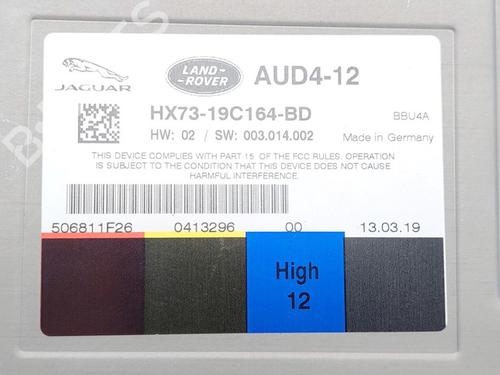 JAGUAR
LAND-
-ROVER
AUD4-12
HX73-19C164-BD
BBU4A
HW: 02 / SW: 003.014.002
Made in Germany
THIS DEVICE COMPLIES WITH PART 15 OF THE FCC RULES. OPERATION
IS SUBJECT TO THE CONDITION THAT THIS DEVICE DOES NOT CAUSE
HARMFUL INTERFERENCE.
506811F26 0413296 00 13.03.19
High
12